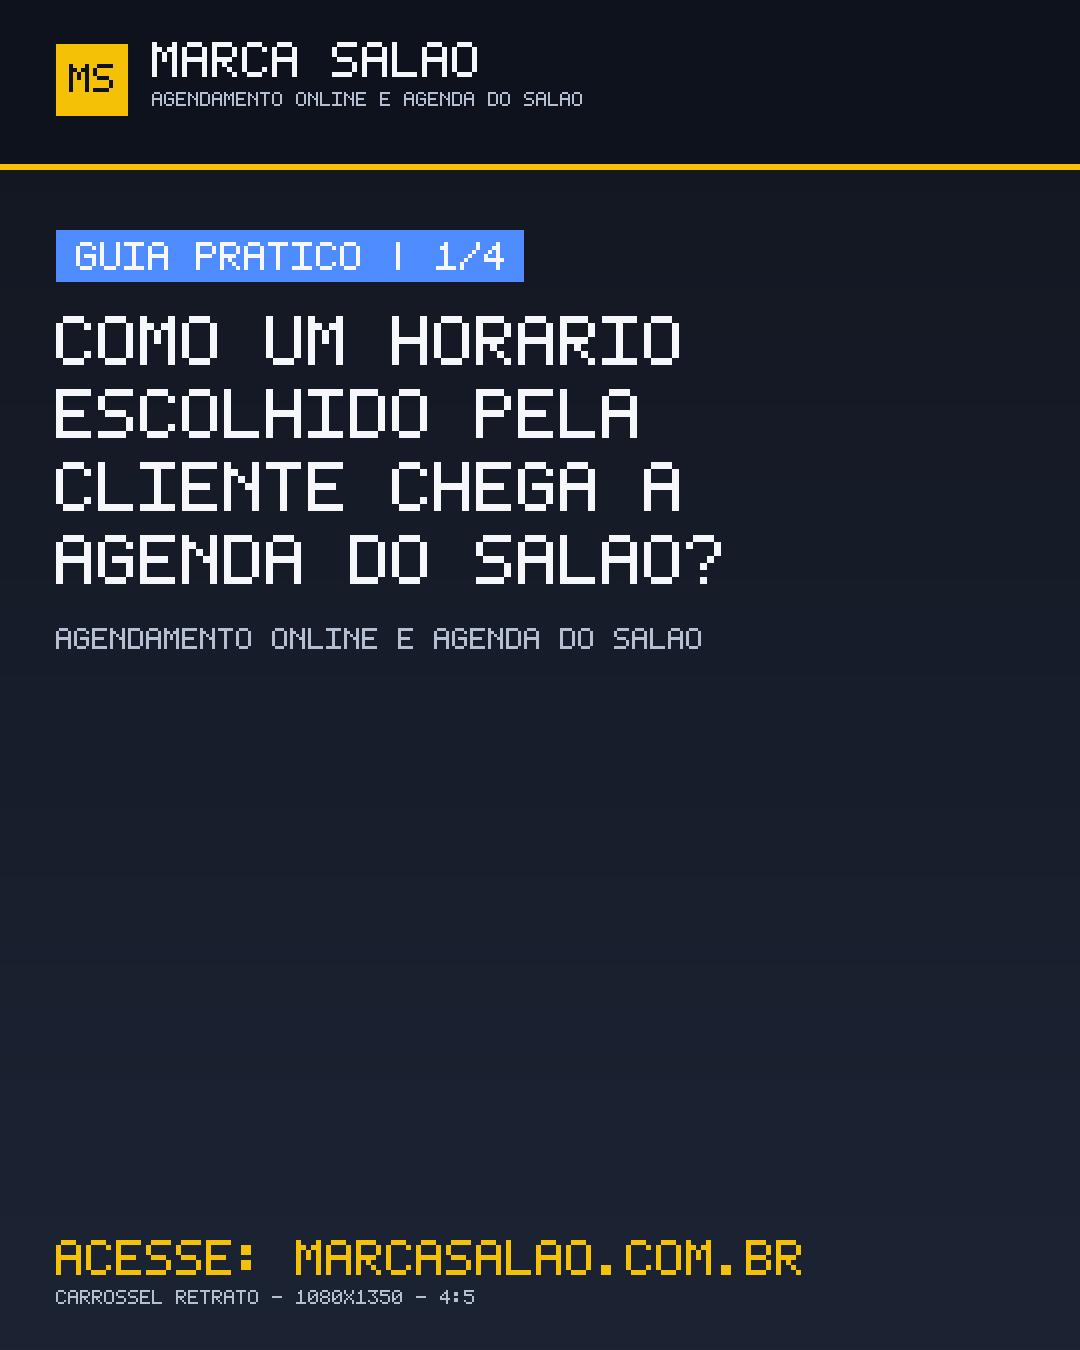 MS
MARCA SALAO
AGENDAMENTO ONLINE E AGENDA DO SALAO
GUIA PRATICO | 1/4
COMO UM HORARIO
ESCOLHIDO PELA
CLIENTE CHEGA A
AGENDA DO SALAO?
AGENDAMENTO ONLINE E AGENDA DO SALAO
ACESSE: MARCASALAO.COM.BR
CARROSSEL RETRATO - 1080X1350 - 4:5